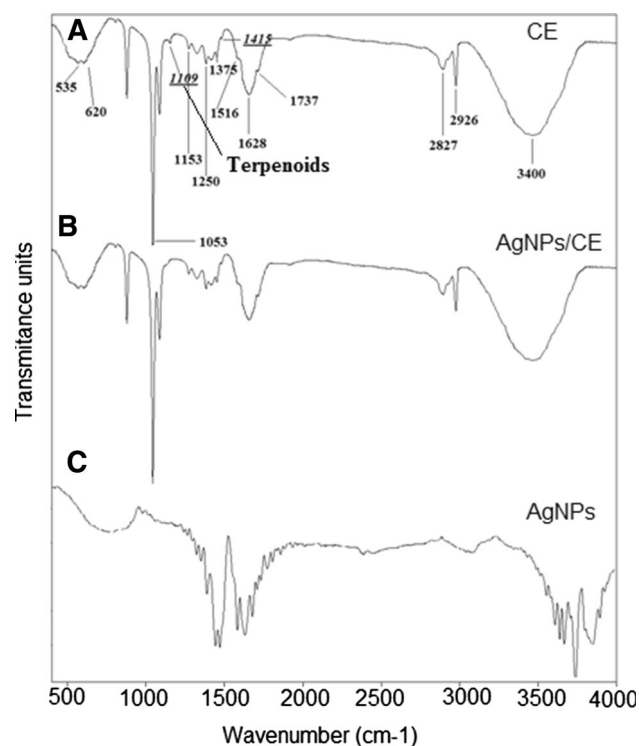 A
CE
1415
535
620
1109
1375
1516
1737
1628
2827
2926
3400
1153
1250
Terpenoids
1053
B
AgNPs/CE
C
AgNPs
Transmitance units
500 1000 1500 2000 2500 3000 3500 4000
Wavenumber (cm-1)